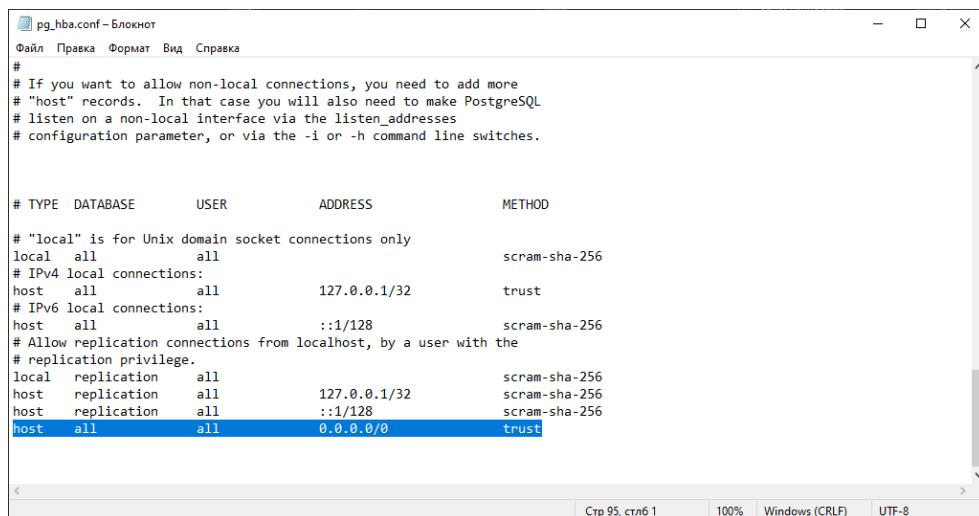 pg_hba.conf – Блокнот
Файл Правка Формат Вид Справка
#
# If you want to allow non-local connections, you need to add more
# "host" records.  In that case you will also need to make PostgreSQL
# listen on a non-local interface via the listen_addresses
# configuration parameter, or via the -i or -h command line switches.
# TYPE  DATABASE        USER            ADDRESS                 METHOD
# "local" is for Unix domain socket connections only
local   all             all                                     scram-sha-256
# IPv4 local connections:
host    all             all             127.0.0.1/32            trust
# IPv6 local connections:
host    all             all             ::1/128                 scram-sha-256
# Allow replication connections from localhost, by a user with the
# replication privilege.
local   replication     all                                     scram-sha-256
host    replication     all             127.0.0.1/32            scram-sha-256
host    replication     all             ::1/128                 scram-sha-256
host    all             all             0.0.0.0/0               trust
Стр 95, стлб 1 100% Windows (CRLF) UTF-8